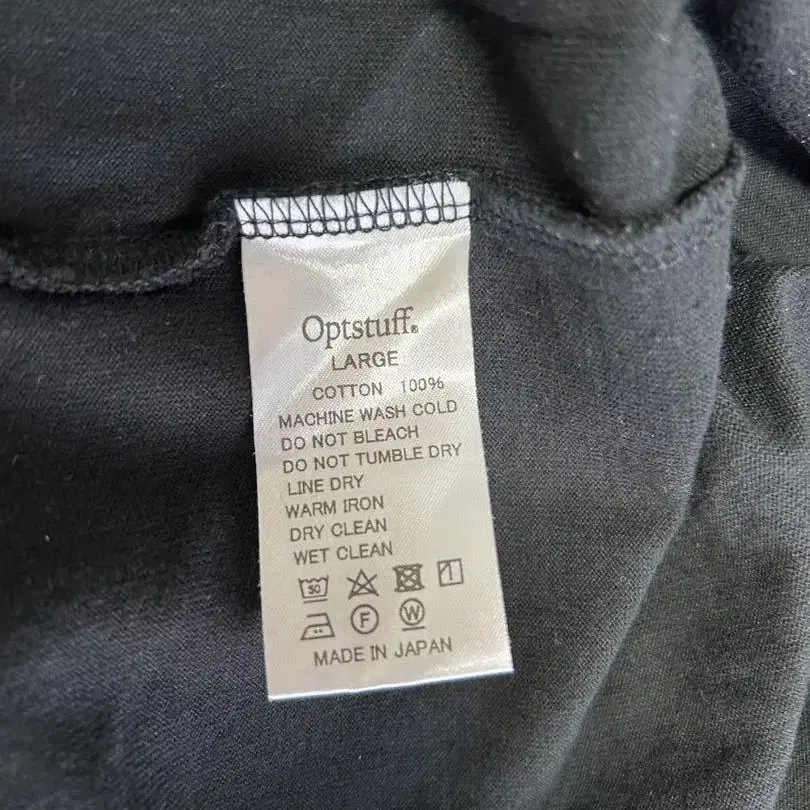 Optstuff®
LARGE
COTTON 100%
MACHINE WASH COLD
DO NOT BLEACH
DO NOT TUMBLE DRY
LINE DRY
WARM IRON
DRY CLEAN
WET CLEAN
30
F W
MADE IN JAPAN